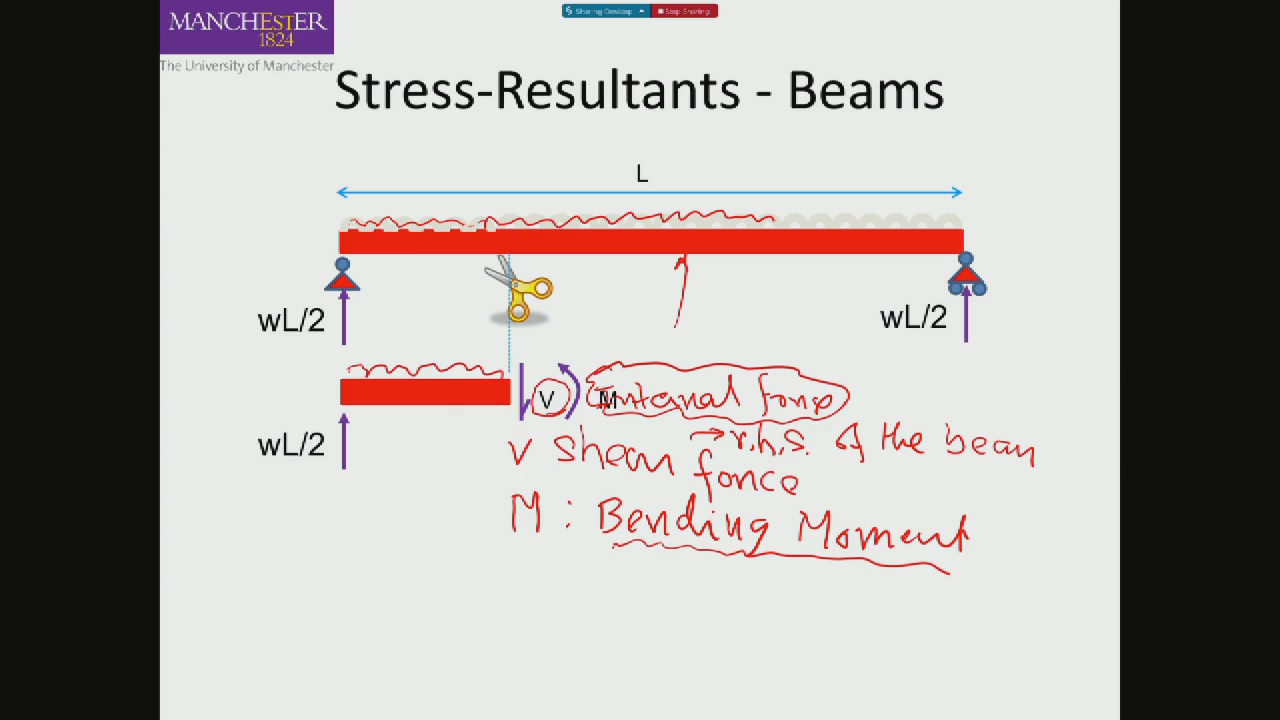 MANCHESTER
1824
The University of Manchester
Sharing Desktop Stop Sharing
Stress-Resultants - Beams
L
wL/2
wL/2
V M Internal force
wL/2
→ r.h.s. of the beam
V shear force
M : Bending Moment